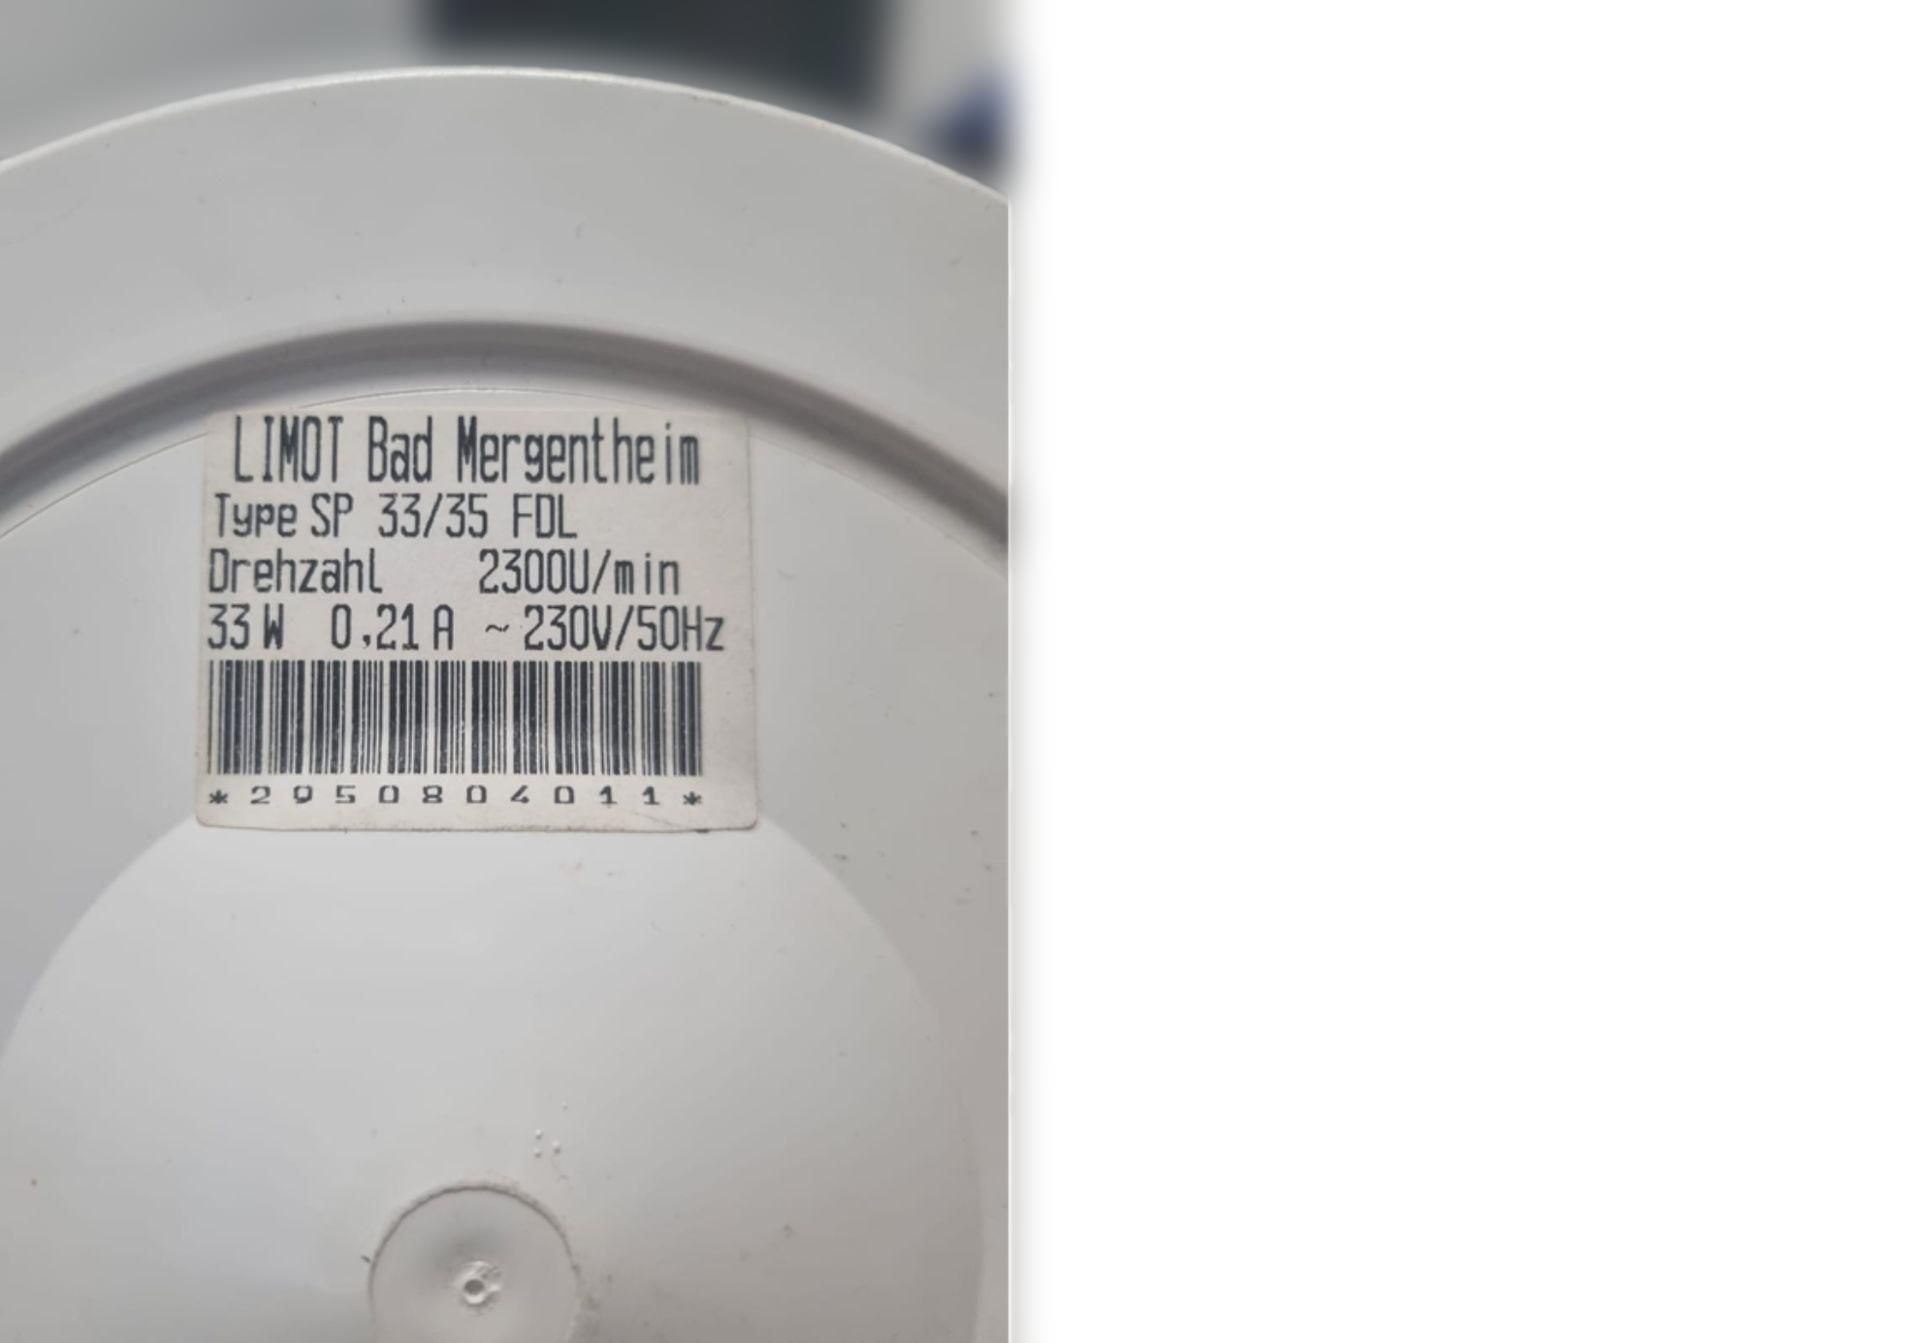 LIMOT Bad Mergentheim
Type SP 33/35 FDL
Drehzahl 2300U/min
33 W 0,21 A ~ 230V/50Hz
*2950804011*